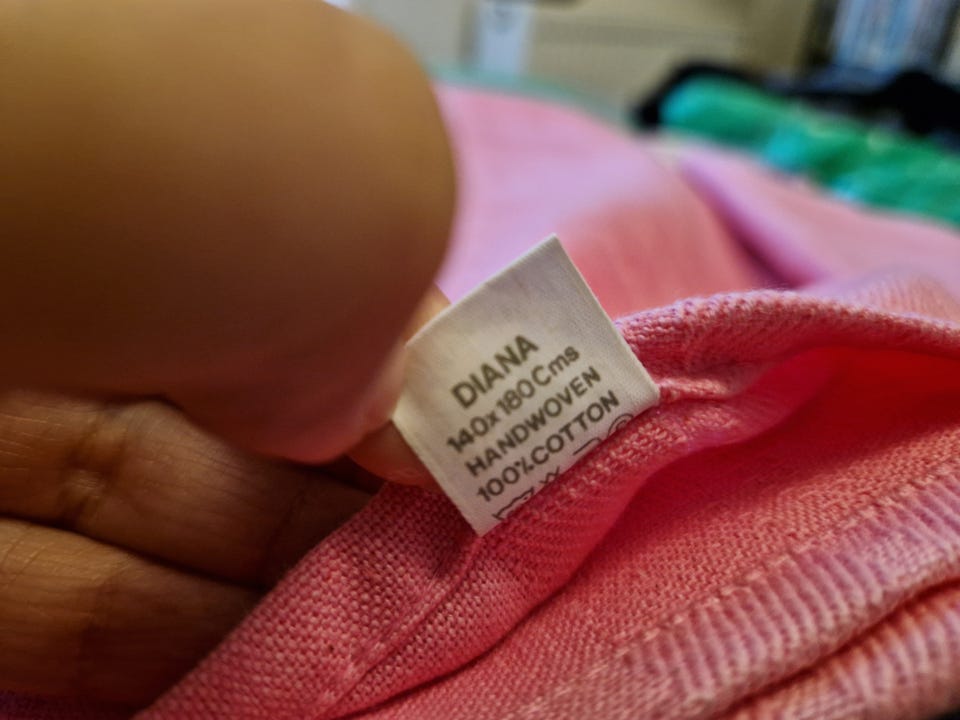 DIANA
140x180Cms
HANDWOVEN
100%COTTON